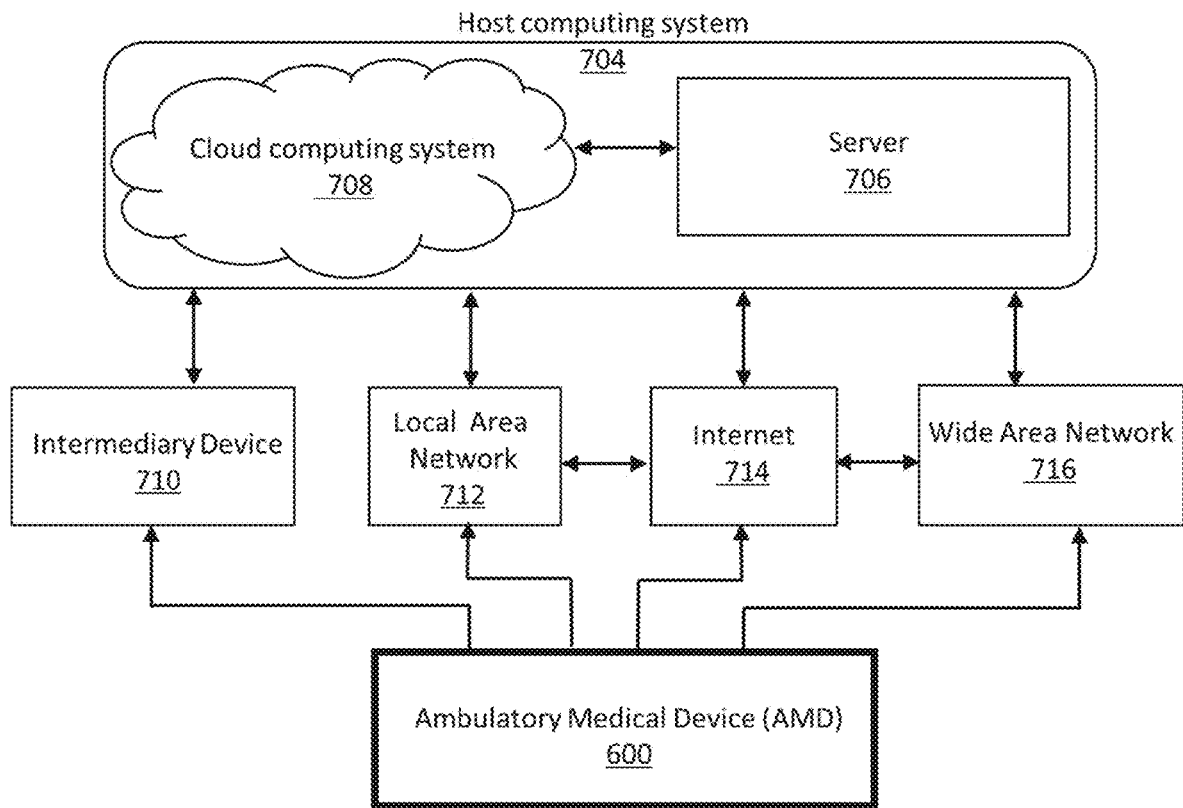 Host computing system
704
Cloud computing system
708
Server
706
Intermediary Device
710
Local Area
Network
712
Internet
714
Wide Area Network
716
Ambulatory Medical Device (AMD)
600